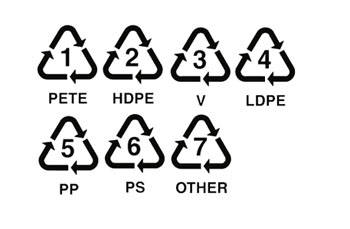 1 2 3 4
PETE HDPE V LDPE
5 6 7
PP PS OTHER